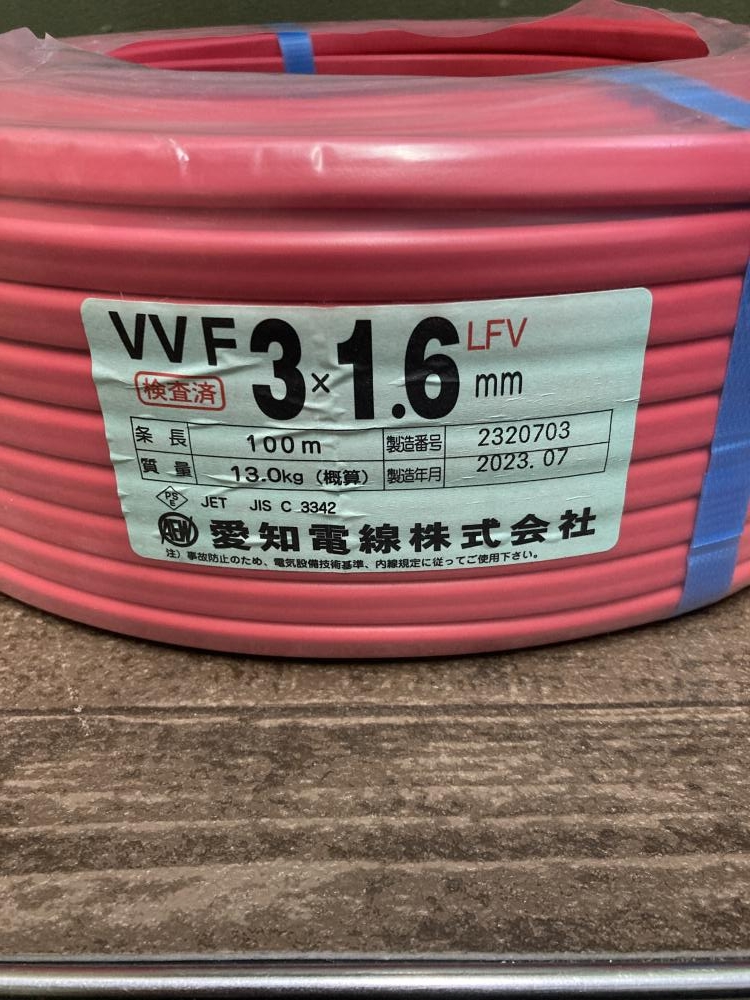 VVF 3×1.6 mm LFV
検査済
条長 100m 製造番号 2320703
質量 13.0kg (概算) 製造年月 2023.07
PSE JET JIS C 3342
AEW 愛知電線株式会社
注) 事故防止のため、電気設備技術基準、内線規定に従ってご使用下さい。